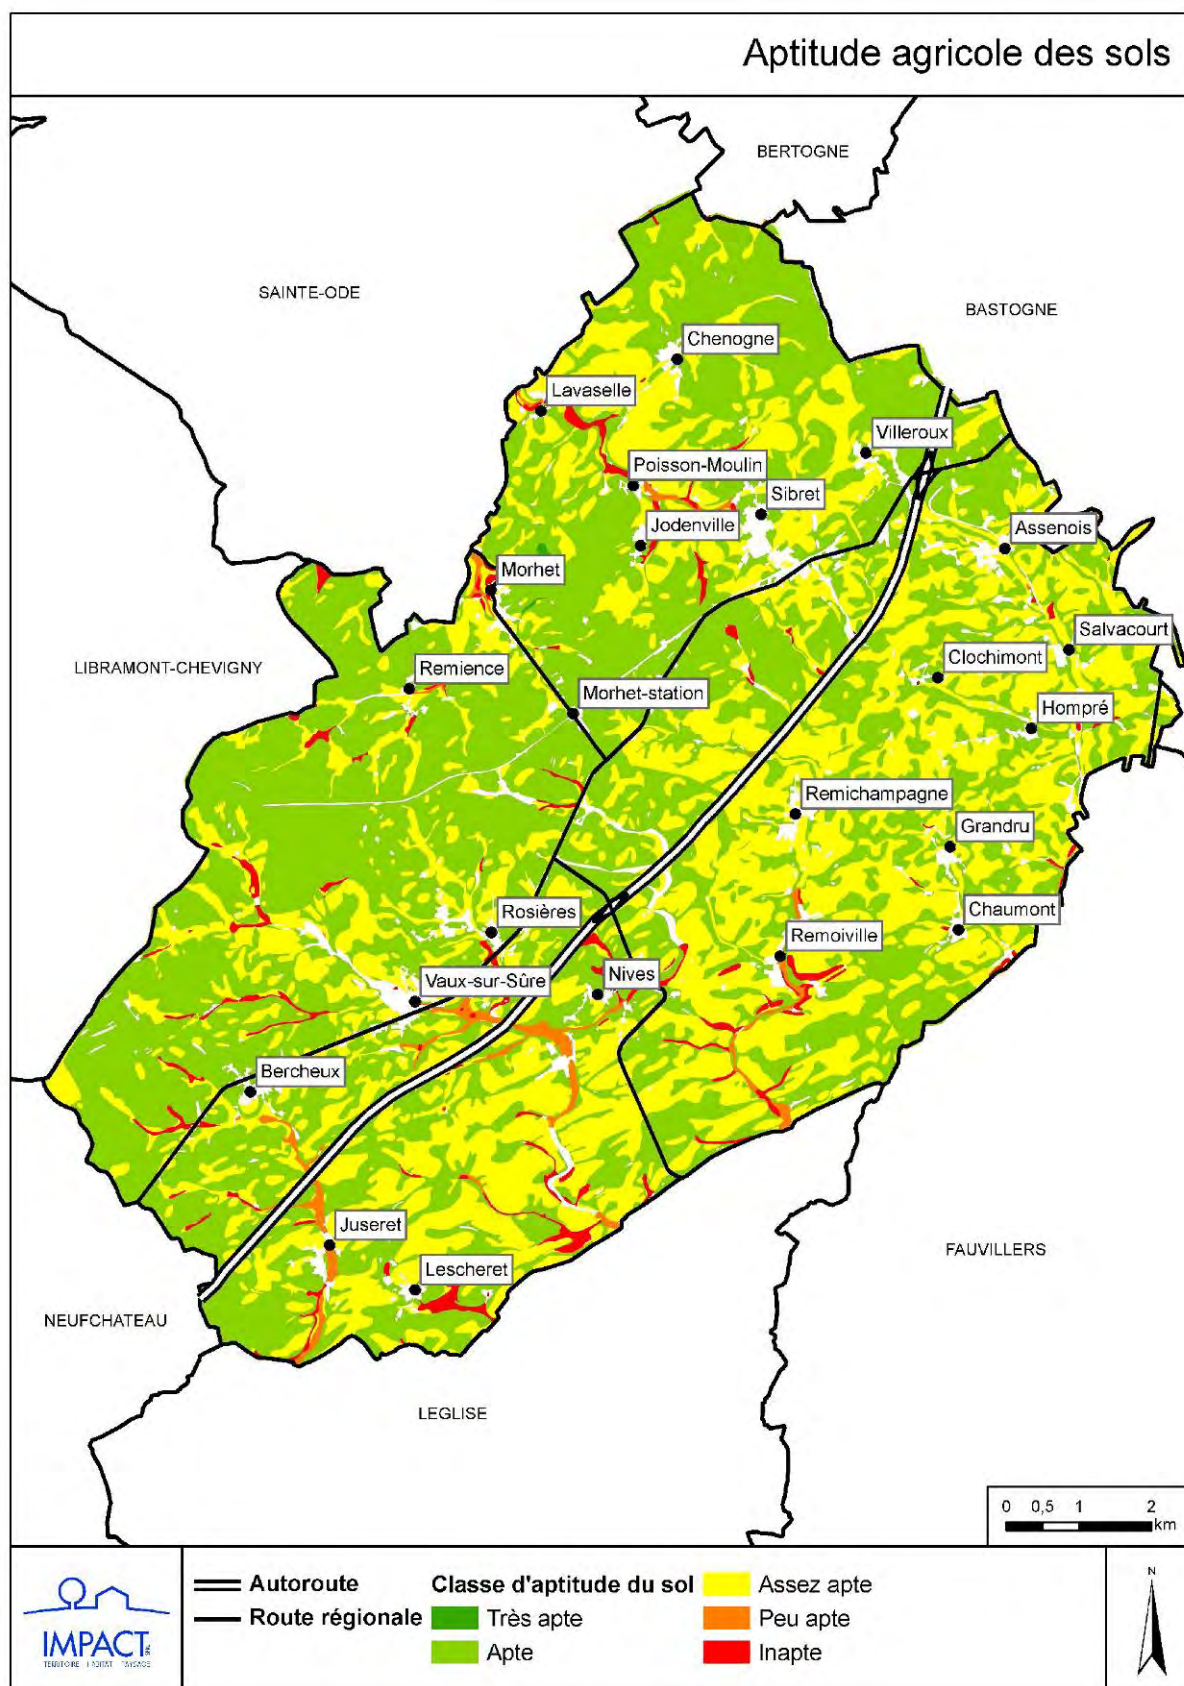 Aptitude agricole des sols
BERTOGNE
SAINTE-ODE
BASTOGNE
Chenogne
Lavaselle
Villeroux
Poisson-Moulin
Sibret
Jodenville
Assenois
Morhet
Salvacourt
Clochimont
LIBRAMONT-CHEVIGNY
Remience
Morhet-station
Hompré
Remichampagne
Grandru
Rosières
Chaumont
Remoiville
Vaux-sur-Sûre
Nives
Bercheux
Juseret
FAUVILLERS
Lescheret
NEUFCHATEAU
LEGLISE
0 0,5 1 2
km
Autoroute
Route régionale
Classe d'aptitude du sol
Très apte
Apte
Assez apte
Peu apte
Inapte
IMPACT
TERRITOIRE HABITAT PAYSAGE
N